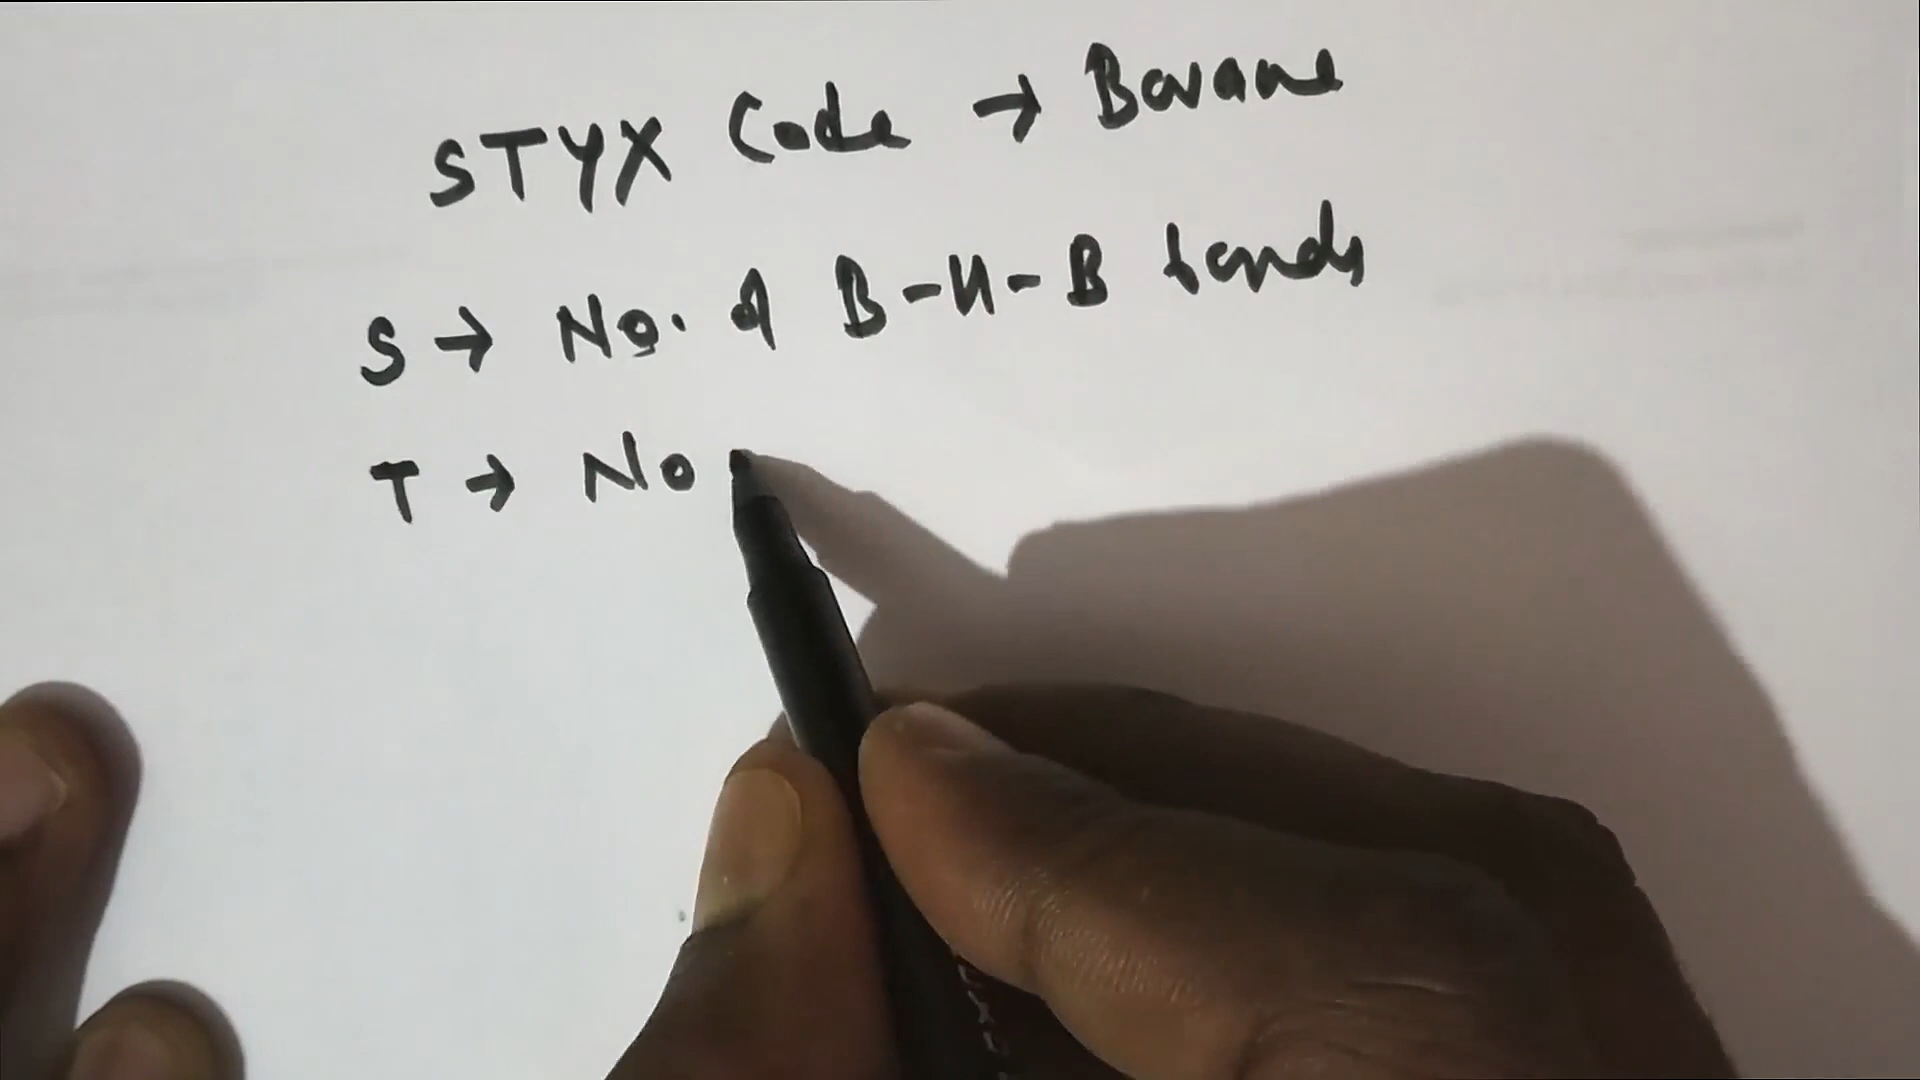 STYX Code → Borane
S → No. of B-H-B bonds
T → No